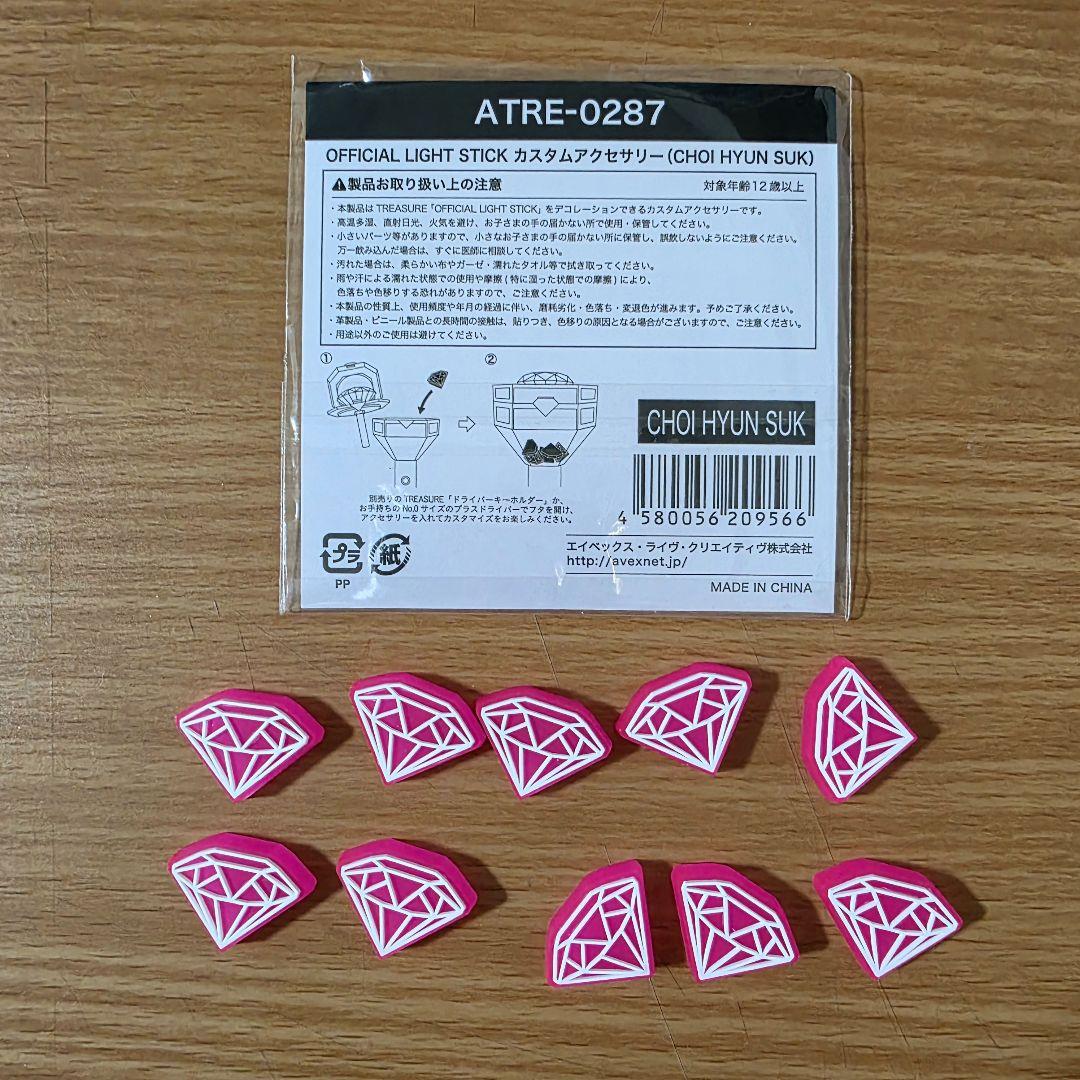 ATRE-0287
OFFICIAL LIGHT STICK カスタムアクセサリー(CHOI HYUN SUK)
⚠製品お取り扱い上の注意 対象年齢12歳以上
・本製品はTREASURE「OFFICIAL LIGHT STICK」をデコレーションできるカスタムアクセサリーです。
・高温多湿、直射日光、火気を避け、お子さまの手の届かない所で使用・保管してください。
・小さいパーツ等がありますので、小さなお子さまの手の届かない所に保管し、誤飲しないようにご注意ください。
万一飲み込んだ場合は、すぐに医師に相談してください。
・汚れた場合は、柔らかい布やガーゼ・濡れたタオル等で拭き取ってください。
・雨や汗による濡れた状態での使用や摩擦(特に湿った状態での摩擦)により、
色落ちや色移りする恐れがありますので、ご注意ください。
・本製品の性質上、使用頻度や年月の経過に伴い、磨耗劣化・色落ち・変退色が進みます。予めご了承ください。
・革製品・ビニール製品との長時間の接触は、貼りつき、色移りの原因となる場合がございますので、ご注意ください。
・用途以外のご使用は避けてください。
① ②
別売りのTREASURE「ドライバーキーホルダー」か、
お手持ちのNo.0サイズのプラスドライバーでフタを開け、
アクセサリーを入れてカスタマイズをお楽しみください。
CHOI HYUN SUK
4 580056 209566
プラ 紙
PP
エイベックス・ライヴ・クリエイティヴ株式会社
http://avexnet.jp/
MADE IN CHINA